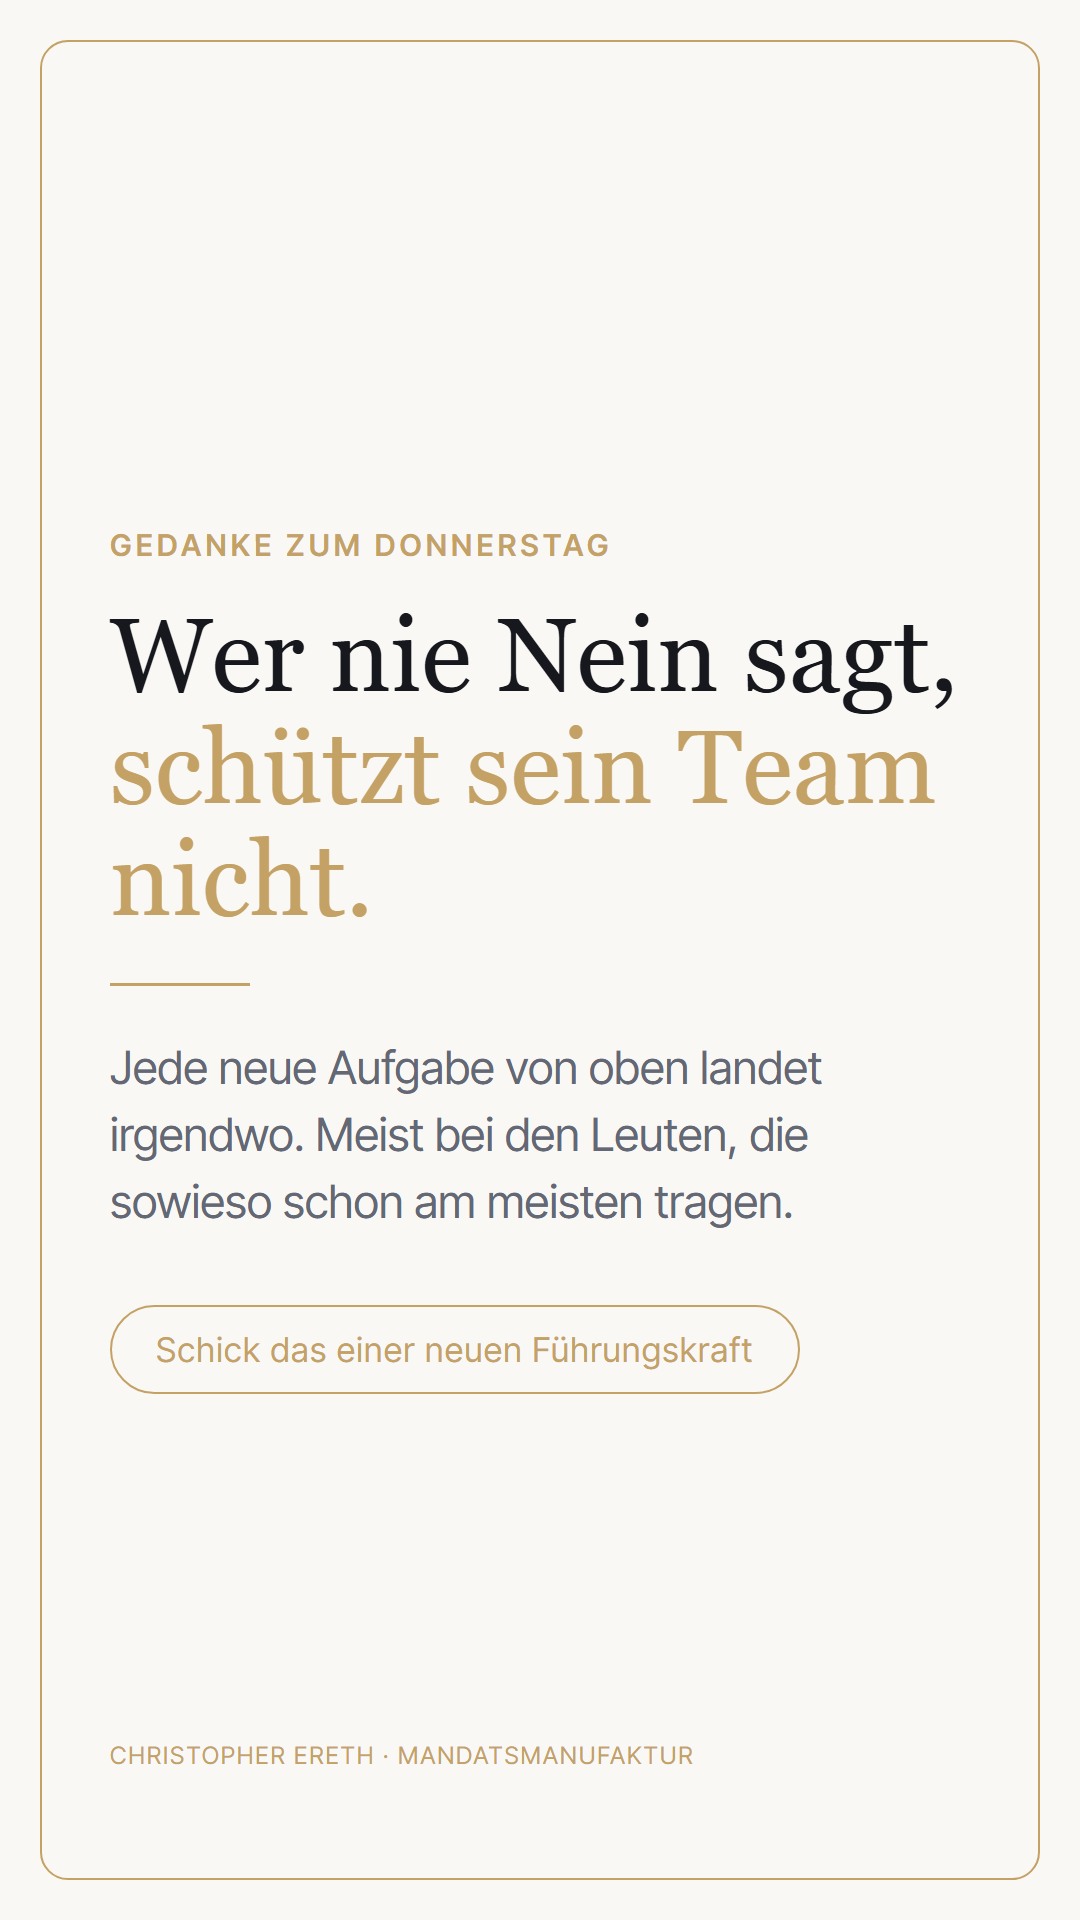 GEDANKE ZUM DONNERSTAG
Wer nie Nein sagt,
schützt sein Team
nicht.
Jede neue Aufgabe von oben landet
irgendwo. Meist bei den Leuten, die
sowieso schon am meisten tragen.
Schick das einer neuen Führungskraft
CHRISTOPHER ERETH · MANDATSMANUFAKTUR